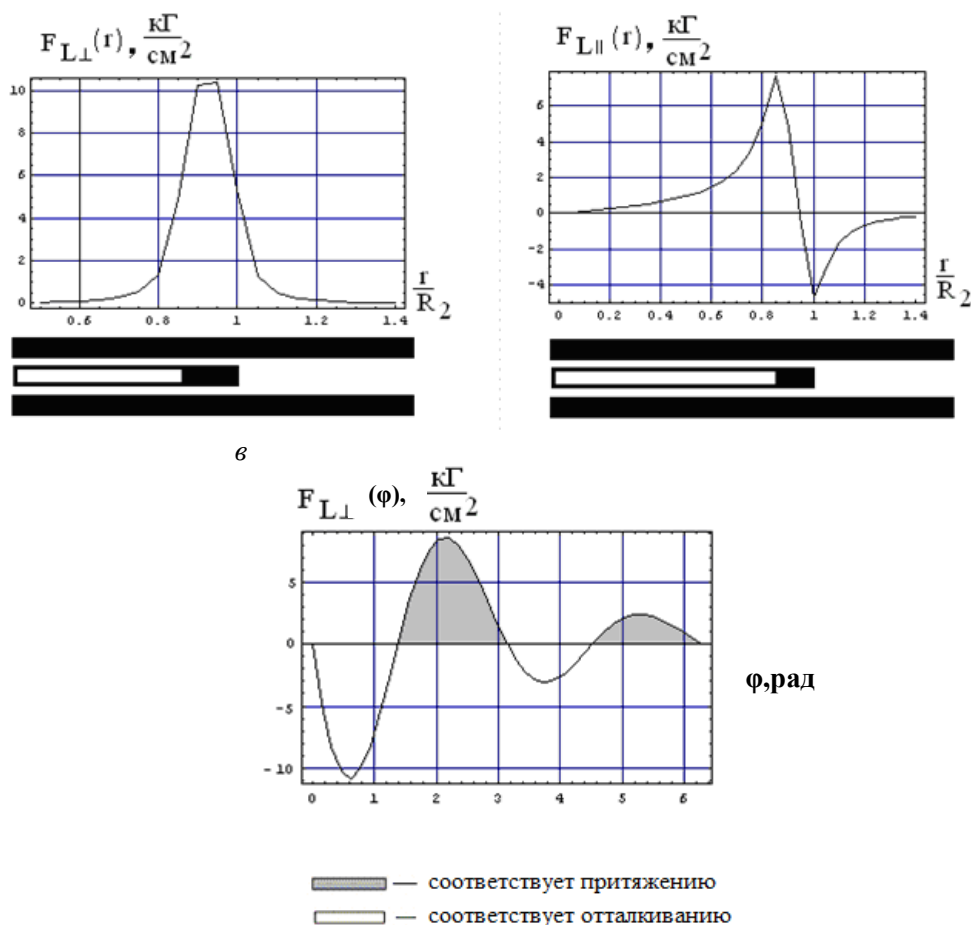 F L⊥ (r), кГ/см2
10
8
6
4
2
0
0.6 0.8 1 1.2 1.4
r/R2
F L|| (r), кГ/см2
6
4
2
0
-2
-4
0 0.2 0.4 0.6 0.8 1 1.2 1.4
r/R2
в
F L⊥ (φ), кГ/см2
5
0
-5
-10
0 1 2 3 4 5 6
φ,рад
— соответствует притяжению
— соответствует отталкиванию